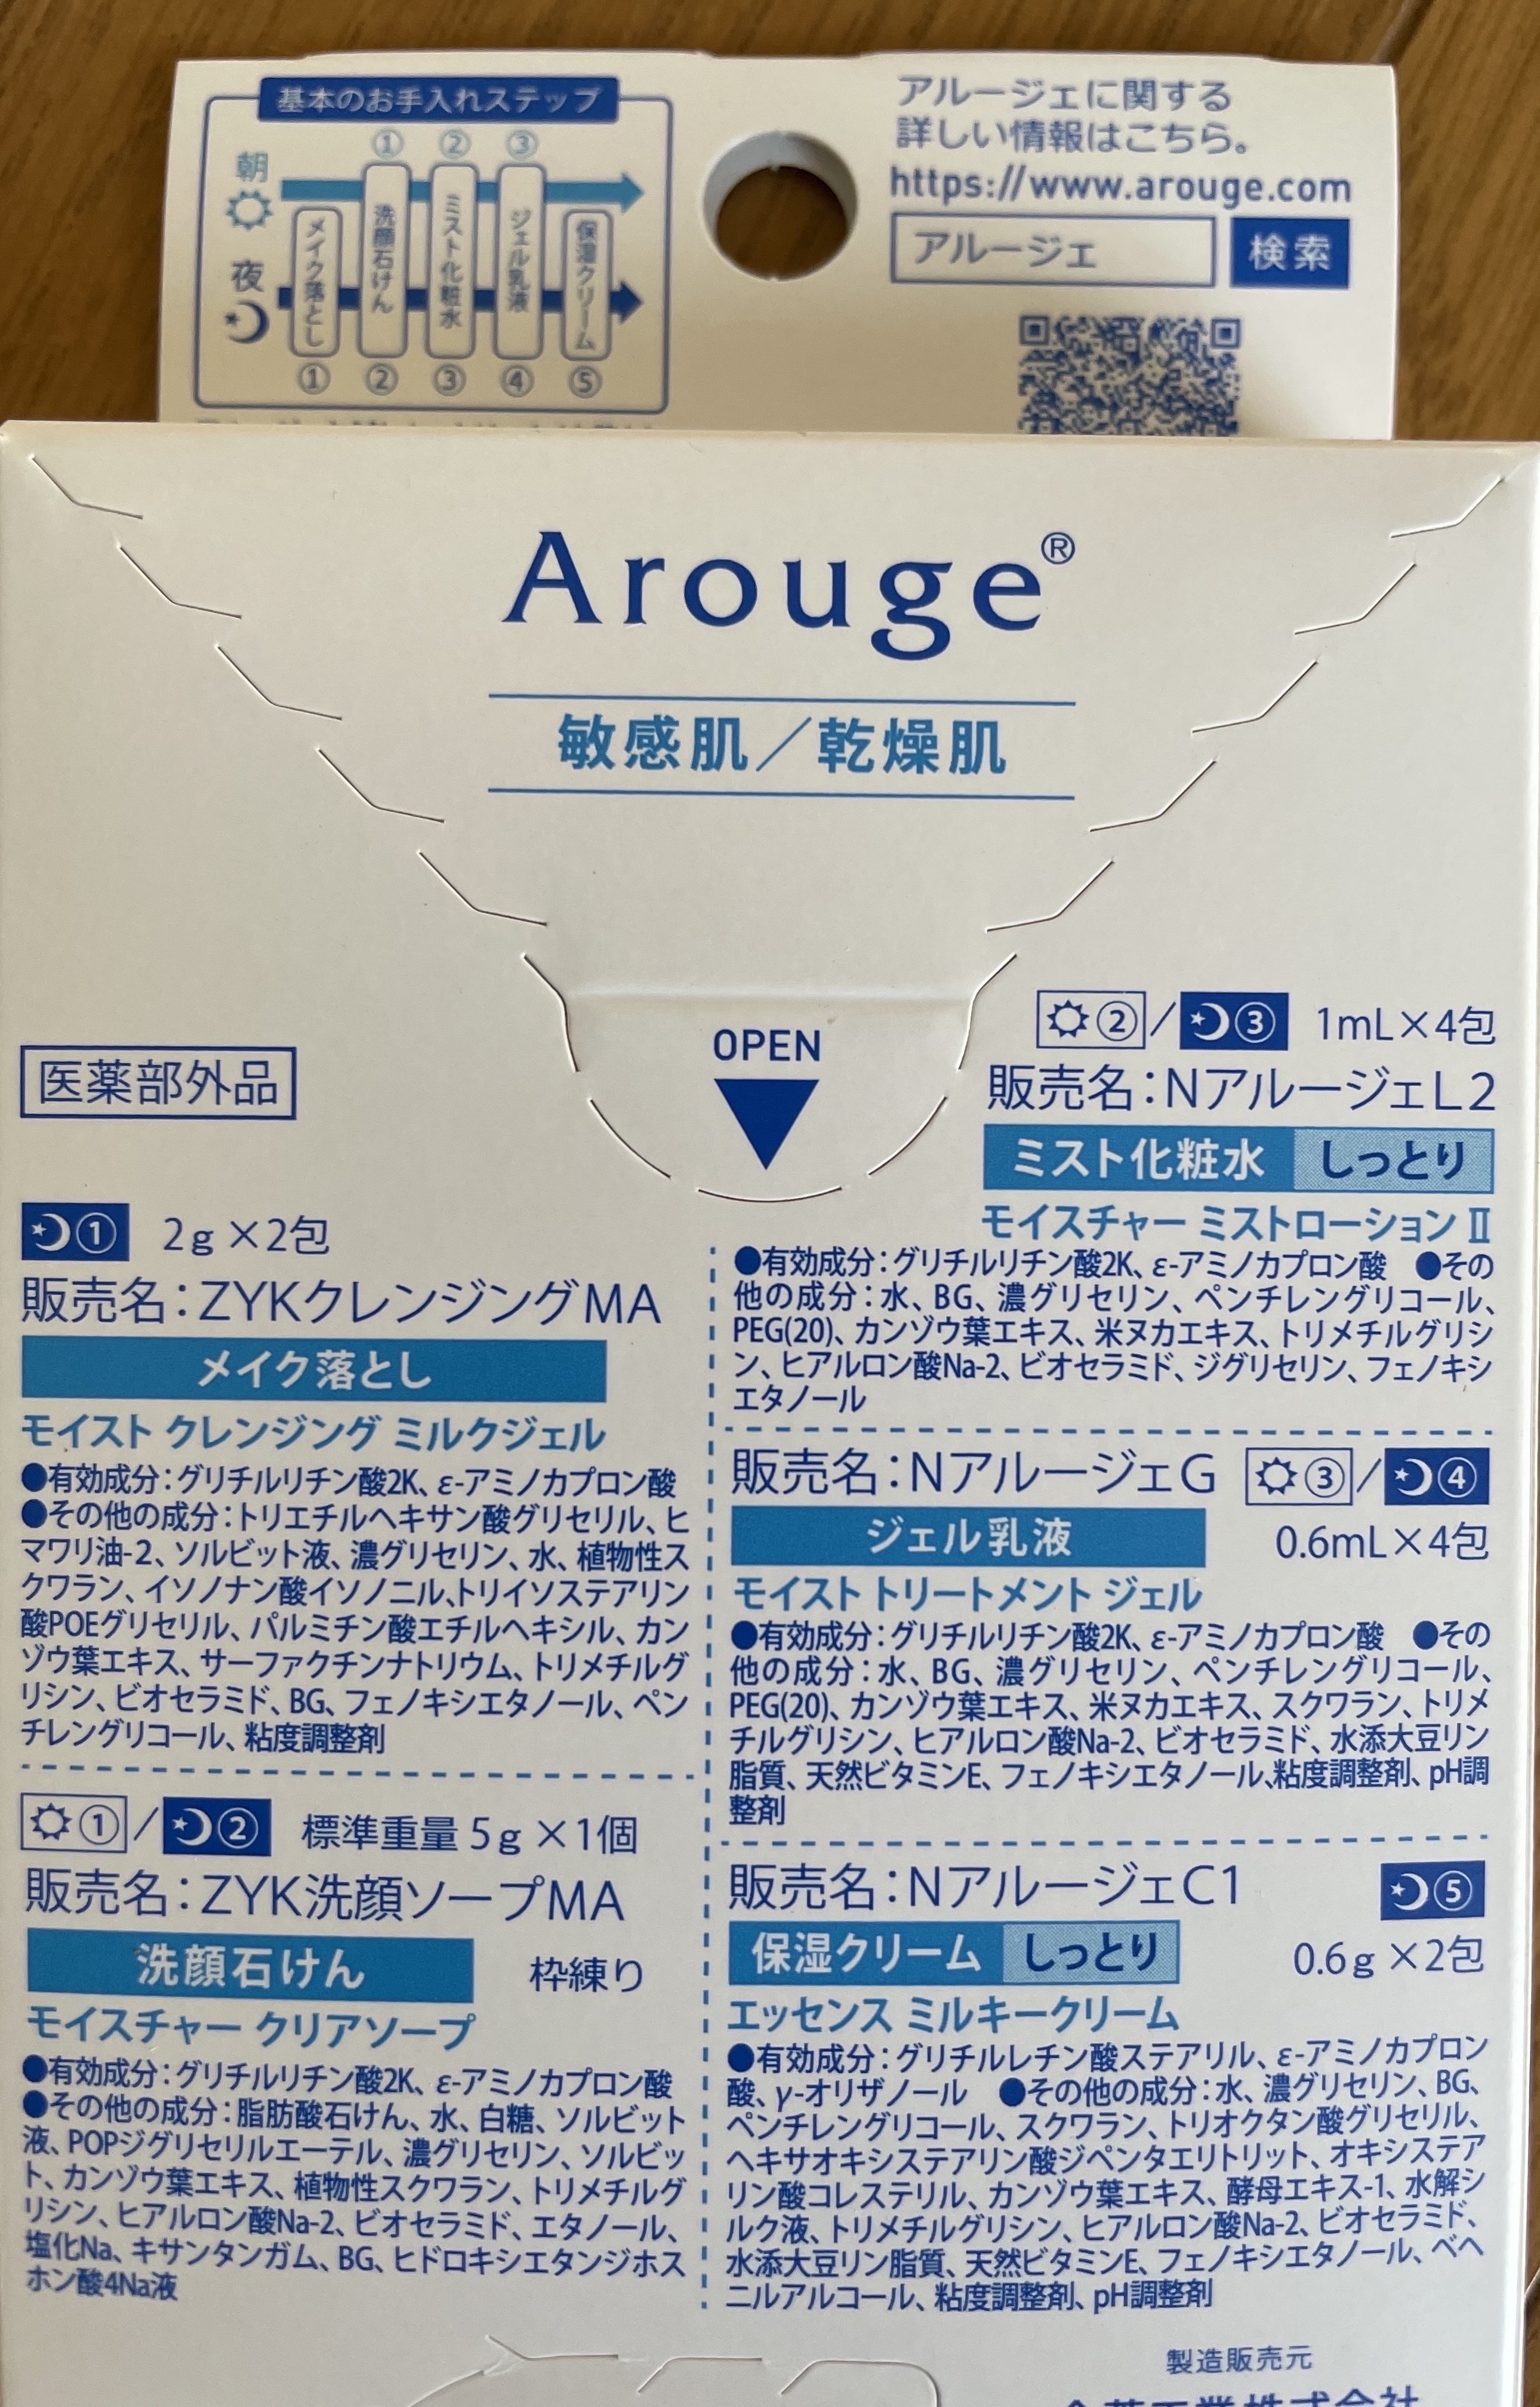 基本のお手入れステップ
朝
① ② ③
夜
メイク落とし
洗顔石けん
ミスト化粧水
ジェル乳液
保湿クリーム
① ② ③ ④ ⑤
アルージェに関する
詳しい情報はこちら。
https://www.arouge.com
アルージェ 検索
Arouge®
敏感肌／乾燥肌
OPEN
医薬部外品
① 2g×2包
販売名：ZYKクレンジングMA
メイク落とし
モイスト クレンジング ミルクジェル
●有効成分：グリチルリチン酸2K、ε-アミノカプロン酸
●その他の成分：トリエチルヘキサン酸グリセリル、ヒ
マワリ油-2、ソルビット液、濃グリセリン、水、植物性ス
クワラン、イソノナン酸イソノニル、トリイソステアリン
酸POEグリセリル、パルミチン酸エチルヘキシル、カン
ゾウ葉エキス、サーファクチンナトリウム、トリメチルグ
リシン、ビオセラミド、BG、フェノキシエタノール、ペン
チレングリコール、粘度調整剤
①/② 標準重量5g×1個
販売名：ZYK洗顔ソープMA
洗顔石けん 枠練り
モイスチャー クリアソープ
●有効成分：グリチルリチン酸2K、ε-アミノカプロン酸
●その他の成分：脂肪酸石けん、水、白糖、ソルビット
液、POPジグリセリルエーテル、濃グリセリン、ソルビッ
ト、カンゾウ葉エキス、植物性スクワラン、トリメチルグ
リシン、ヒアルロン酸Na-2、ビオセラミド、エタノール、
塩化Na、キサンタンガム、BG、ヒドロキシエタンジホス
ホン酸4Na液
②/③ 1mL×4包
販売名：NアルージェL2
ミスト化粧水 しっとり
モイスチャー ミストローションⅡ
●有効成分：グリチルリチン酸2K、ε-アミノカプロン酸 ●その
他の成分：水、BG、濃グリセリン、ペンチレングリコール、
PEG(20)、カンゾウ葉エキス、米ヌカエキス、トリメチルグリシ
ン、ヒアルロン酸Na-2、ビオセラミド、ジグリセリン、フェノキシ
エタノール
販売名：NアルージェG ③/④
ジェル乳液 0.6mL×4包
モイスト トリートメント ジェル
●有効成分：グリチルリチン酸2K、ε-アミノカプロン酸 ●その
他の成分：水、BG、濃グリセリン、ペンチレングリコール、
PEG(20)、カンゾウ葉エキス、米ヌカエキス、スクワラン、トリメ
チルグリシン、ヒアルロン酸Na-2、ビオセラミド、水添大豆リン
脂質、天然ビタミンE、フェノキシエタノール、粘度調整剤、pH調
整剤
販売名：NアルージェC1 ⑤
保湿クリーム しっとり 0.6g×2包
エッセンス ミルキークリーム
●有効成分：グリチルレチン酸ステアリル、ε-アミノカプロン
酸、γ-オリザノール ●その他の成分：水、濃グリセリン、BG、
ペンチレングリコール、スクワラン、トリオクタン酸グリセリル、
ヘキサオキシステアリン酸ジペンタエリトリット、オキシステア
リン酸コレステリル、カンゾウ葉エキス、酵母エキス-1、水解シ
ルク液、トリメチルグリシン、ヒアルロン酸Na-2、ビオセラミド、
水添大豆リン脂質、天然ビタミンE、フェノキシエタノール、ベヘ
ニルアルコール、粘度調整剤、pH調整剤
製造販売元